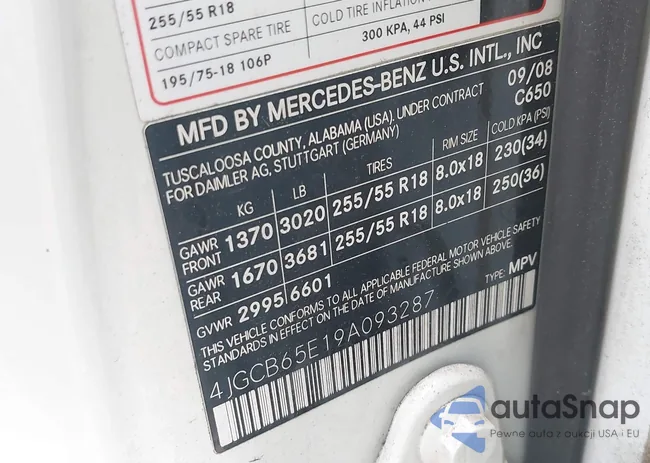 255/55 R18
COLD TIRE INFLATION
COMPACT SPARE TIRE
300 KPA, 44 PSI
195/75-18 106P
MFD BY MERCEDES-BENZ U.S. INTL., INC
TUSCALOOSA COUNTY, ALABAMA (USA). UNDER CONTRACT 09/08
FOR DAIMLER AG, STUTTGART (GERMANY) C650
KG LB TIRES RIM SIZE COLD KPA (PSI)
GAWR FRONT 1370 3020 255/55 R18 8.0x18 230(34)
GAWR REAR 1670 3681 255/55 R18 8.0x18 250(36)
GVWR 2995 6601
THIS VEHICLE CONFORMS TO ALL APPLICABLE FEDERAL MOTOR VEHICLE SAFETY
STANDARDS IN EFFECT ON THE DATE OF MANUFACTURE SHOWN ABOVE.
4JGCB65E19A093287 TYPE: MPV
autaSnap
Pewne auta z aukcji USA i EU